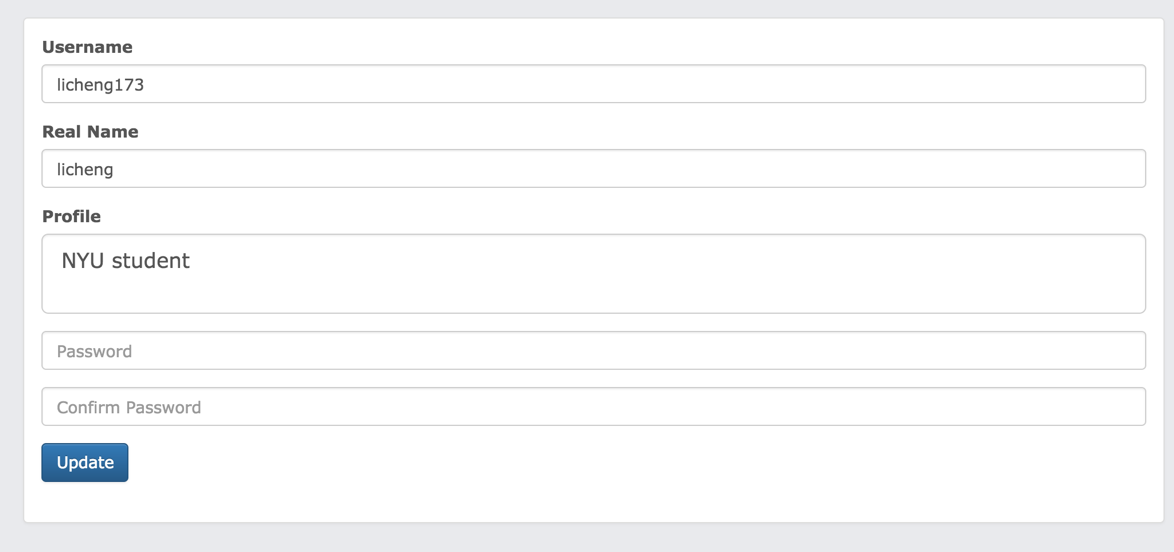 Username
licheng173
Real Name
licheng
Profile
NYU student
Password
Confirm Password
Update